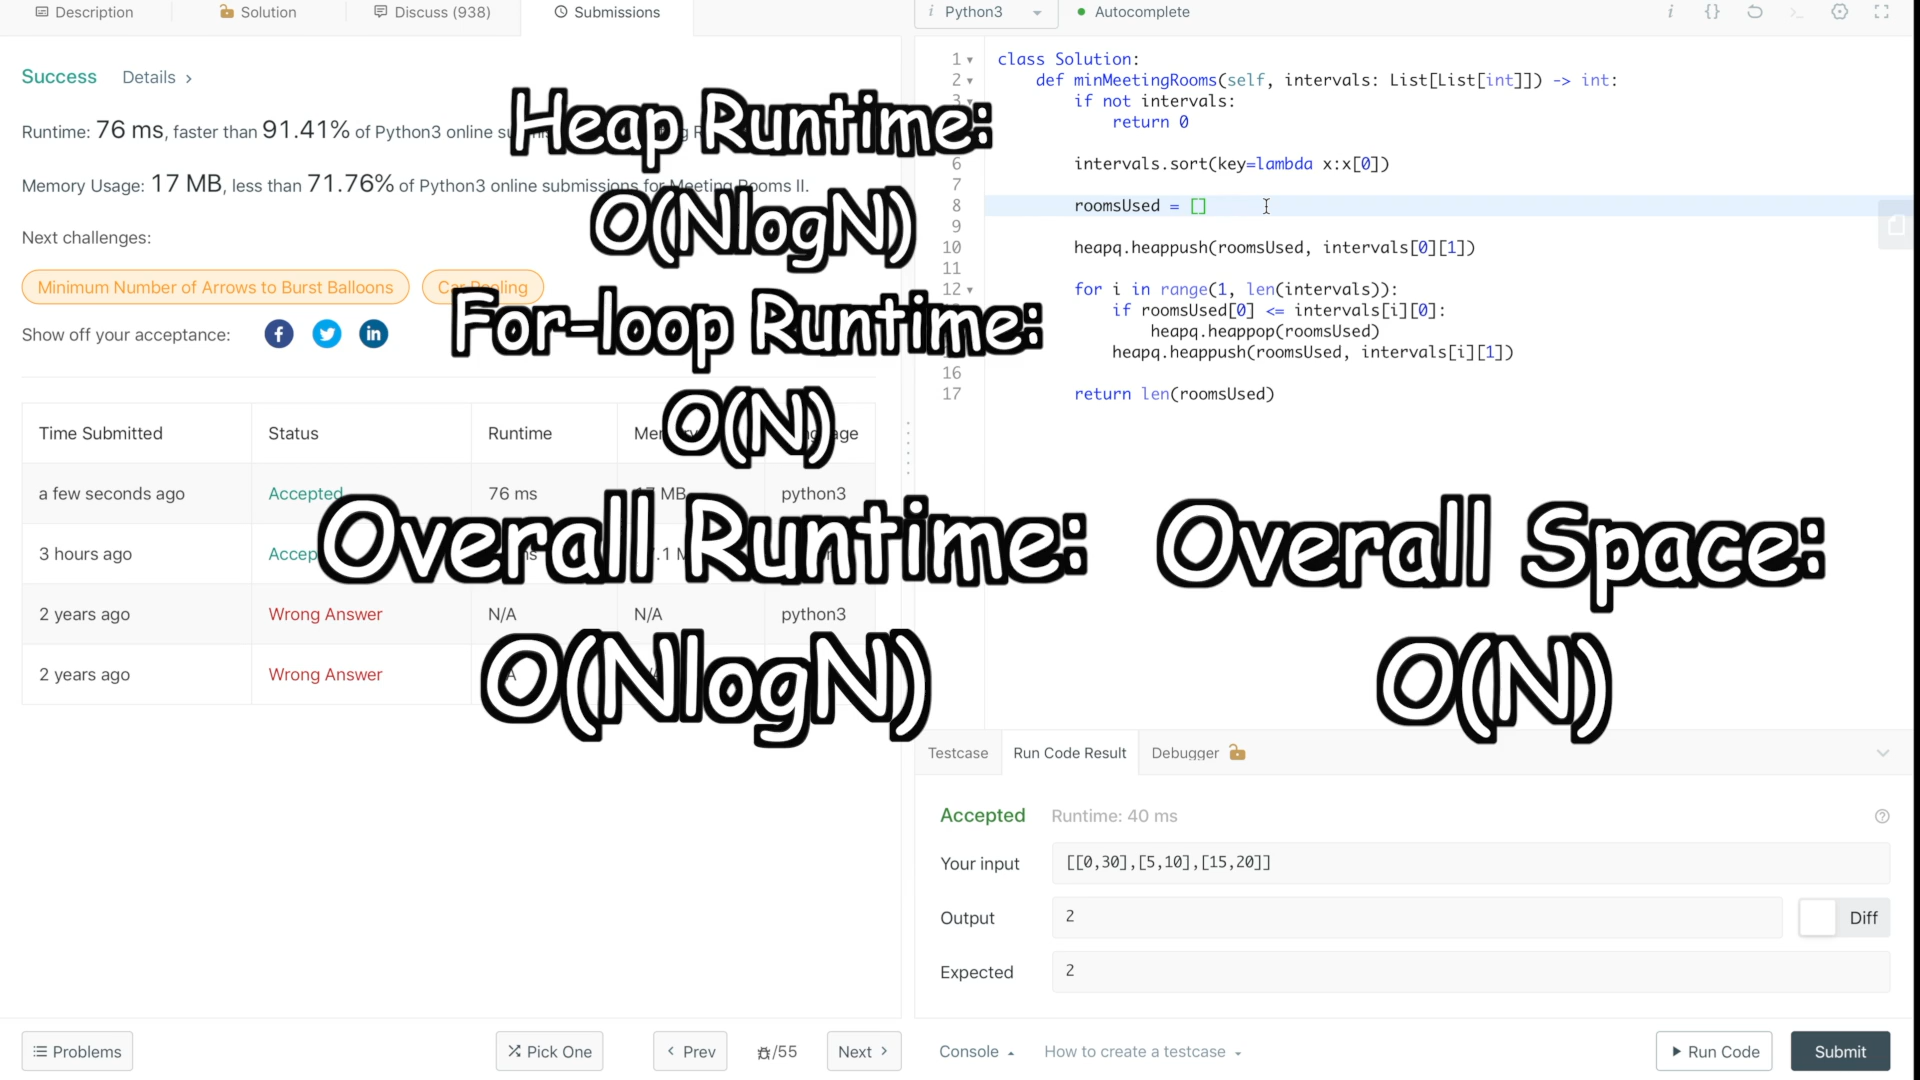 Description
Solution
Discuss (938)
Submissions
i Python3
Autocomplete
Success
Details >
Runtime: 76 ms, faster than 91.41% of Python3 online
Memory Usage: 17 MB, less than 71.76% of Python3 online submissions for Meeting Rooms II.
Next challenges:
Minimum Number of Arrows to Burst Balloons
Car Pooling
Show off your acceptance:
Time Submitted Status Runtime
a few seconds ago Accepted 76 ms MB python3
3 hours ago
2 years ago Wrong Answer N/A N/A python3
2 years ago Wrong Answer
Heap Runtime:
O(NlogN)
For-loop Runtime:
O(N)
Overall Runtime:
O(NlogN)
Overall Space:
O(N)
1 class Solution:
2 def minMeetingRooms(self, intervals: List[List[int]]) -> int:
3 if not intervals:
return 0
6 intervals.sort(key=lambda x:x[0])
7
8 roomsUsed = []
9
10 heapq.heappush(roomsUsed, intervals[0][1])
11
12 for i in range(1, len(intervals)):
if roomsUsed[0] <= intervals[i][0]:
heapq.heappop(roomsUsed)
heapq.heappush(roomsUsed, intervals[i][1])
16
17 return len(roomsUsed)
Testcase
Run Code Result
Debugger
Accepted Runtime: 40 ms
Your input [[0,30],[5,10],[15,20]]
Output 2
Diff
Expected 2
Problems
Pick One
< Prev
/55
Next >
Console
How to create a testcase
Run Code
Submit